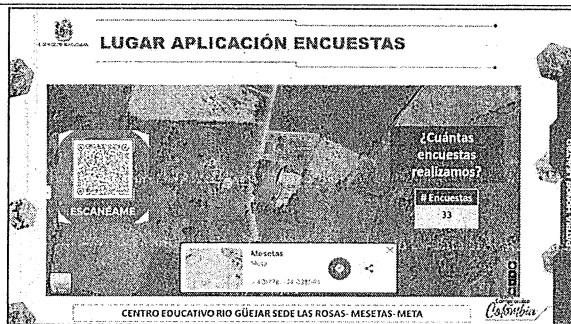 LUGAR APLICACIÓN ENCUESTAS
¿Cuántas
encuestas
realizamos?
# Encuestas
33
ESCANÉAME
Mesetas
Meta
CENTRO EDUCATIVO RIO GÜEJAR SEDE LAS ROSAS- MESETAS- META
Colombia